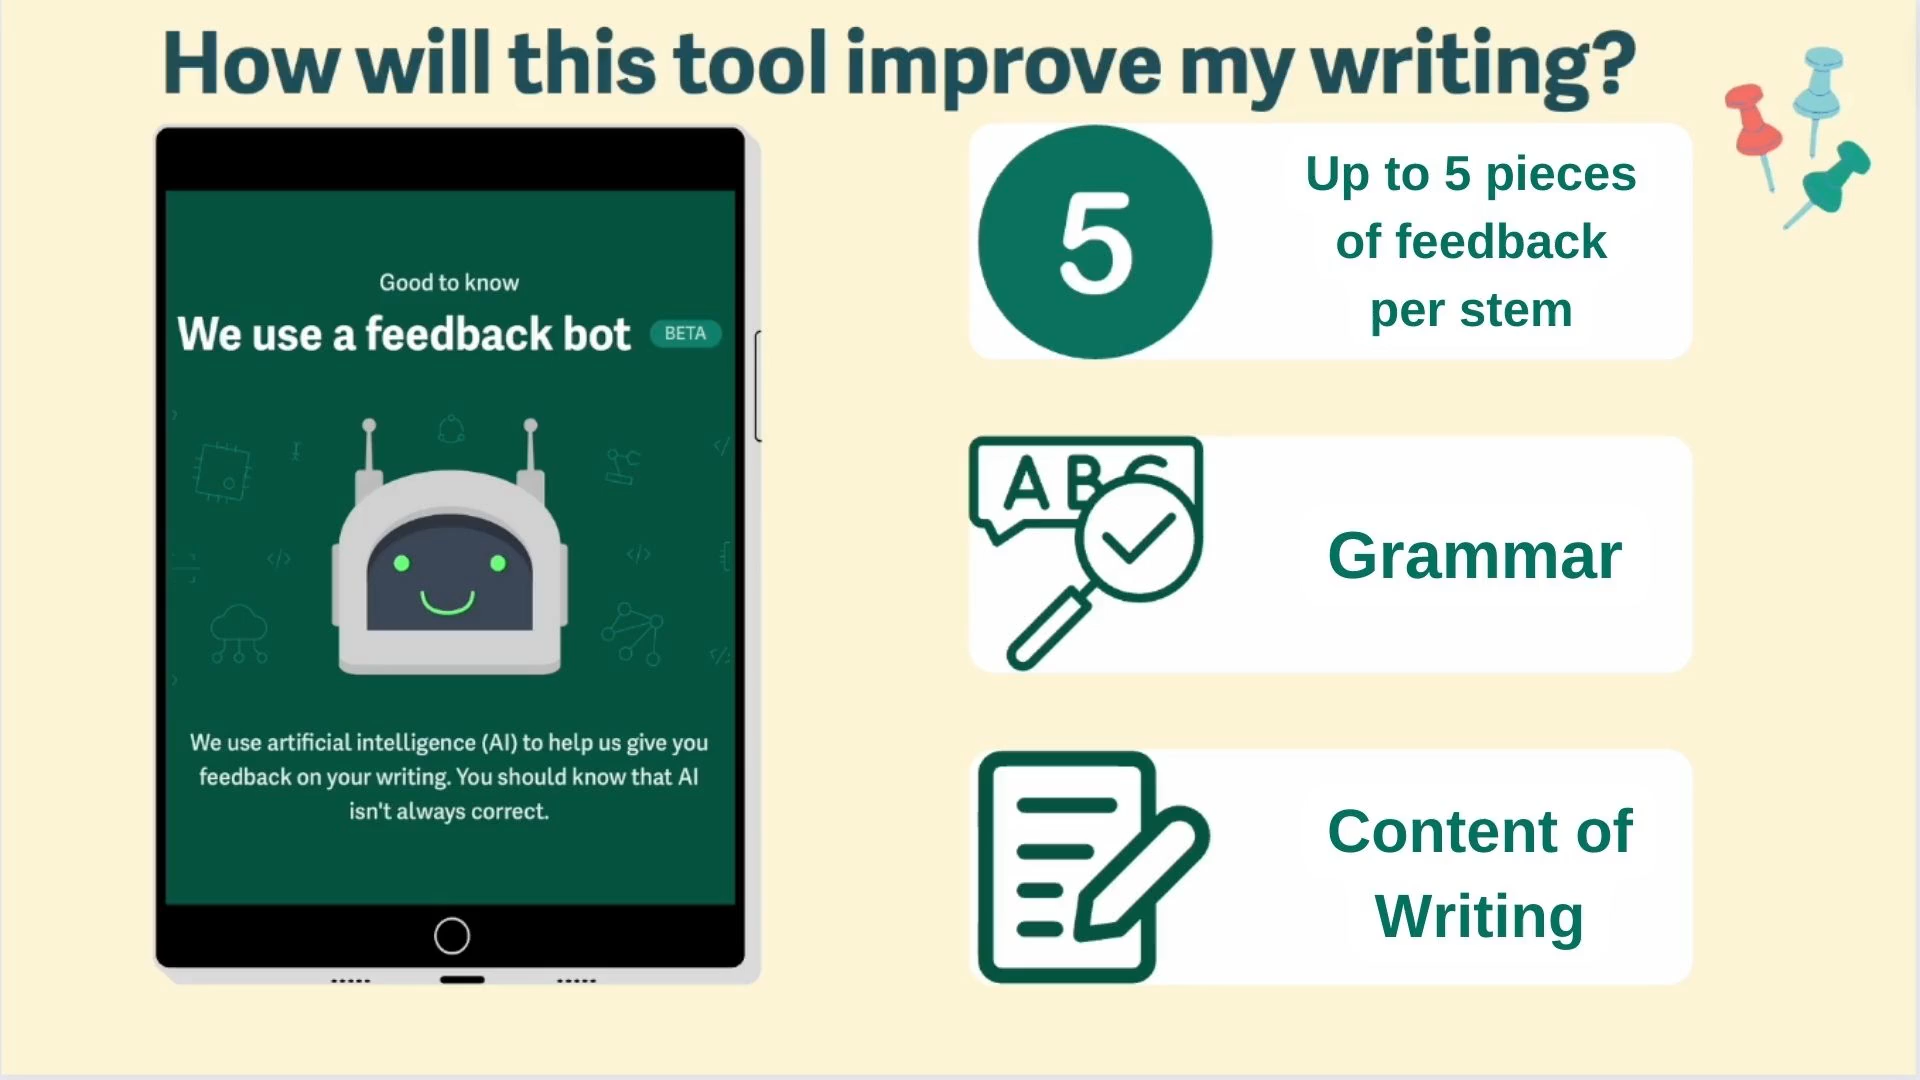 How will this tool improve my writing?
Good to know
We use a feedback bot BETA
We use artificial intelligence (AI) to help us give you
feedback on your writing. You should know that AI
isn't always correct.
5
Up to 5 pieces
of feedback
per stem
A B C
Grammar
Content of
Writing